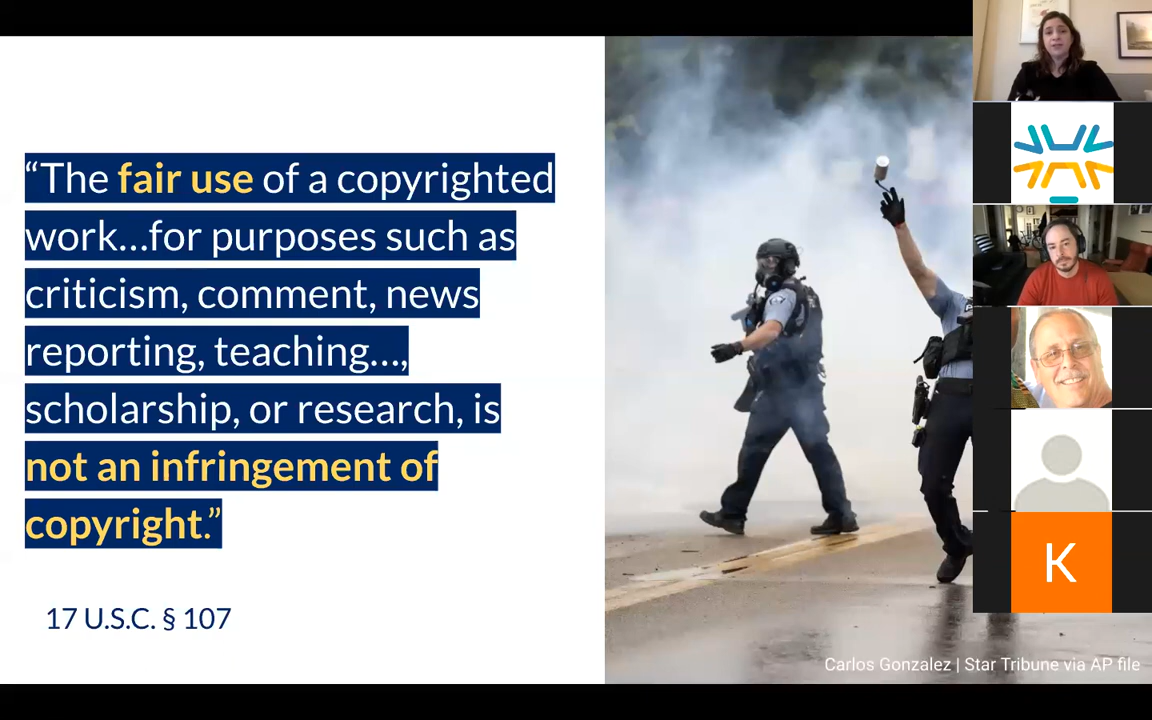 “The fair use of a copyrighted
work...for purposes such as
criticism, comment, news
reporting, teaching...,
scholarship, or research, is
not an infringement of
copyright.”
17 U.S.C. § 107
Carlos Gonzalez | Star Tribune via AP file
K